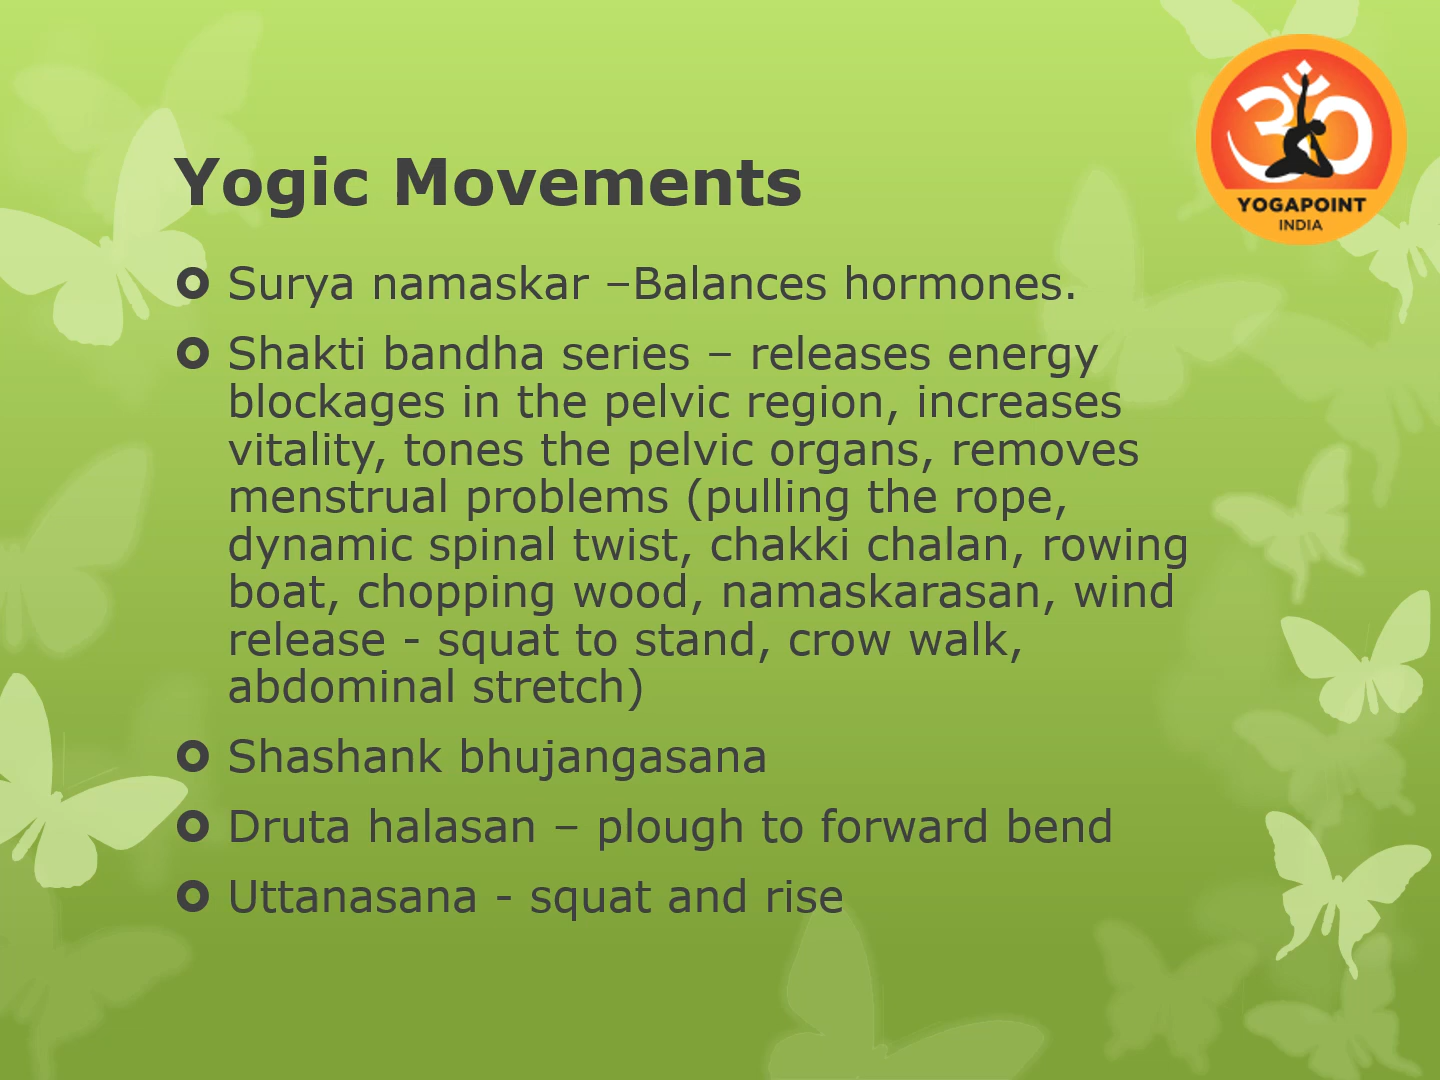 YOGAPOINT
INDIA
Yogic Movements
Surya namaskar –Balances hormones.
Shakti bandha series – releases energy
blockages in the pelvic region, increases
vitality, tones the pelvic organs, removes
menstrual problems (pulling the rope,
dynamic spinal twist, chakki chalan, rowing
boat, chopping wood, namaskarasan, wind
release - squat to stand, crow walk,
abdominal stretch)
Shashank bhujangasana
Druta halasan – plough to forward bend
Uttanasana - squat and rise